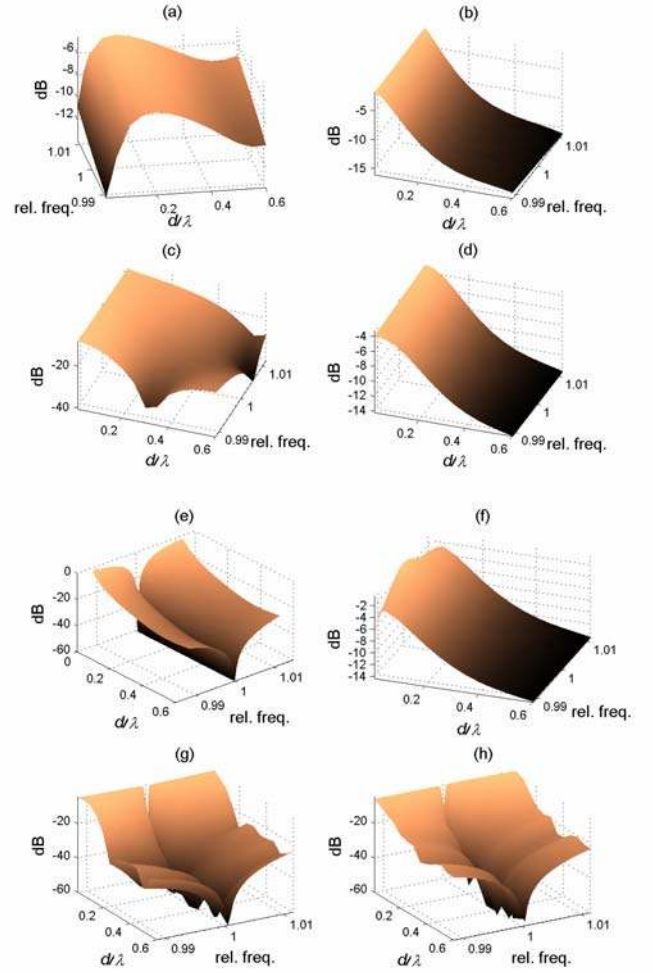 (a)
-6
-8
-10
-12
dB
1.01
1
0.99
rel. freq.
0.2
0.4
0.6
d/λ
(b)
-5
-10
-15
dB
0.2
0.4
0.6
d/λ
0.99
1
1.01
rel. freq.
(c)
-20
-40
dB
0.2
0.4
0.6
d/λ
0.99
1
1.01
rel. freq.
(d)
-4
-6
-8
-10
-12
-14
dB
0.2
0.4
0.6
d/λ
0.99
1
1.01
rel. freq.
(e)
0
-20
-40
-60
dB
0
0.2
0.4
0.6
d/λ
0.99
1
1.01
rel. freq.
(f)
-2
-4
-6
-8
-10
-12
-14
dB
0.2
0.4
0.6
d/λ
0.99
1
1.01
rel. freq.
(g)
-20
-40
-60
dB
0.2
0.4
0.6
d/λ
0.99
1
1.01
rel. freq.
(h)
-20
-40
-60
dB
0.2
0.4
0.6
d/λ
0.99
1
1.01
rel. freq.